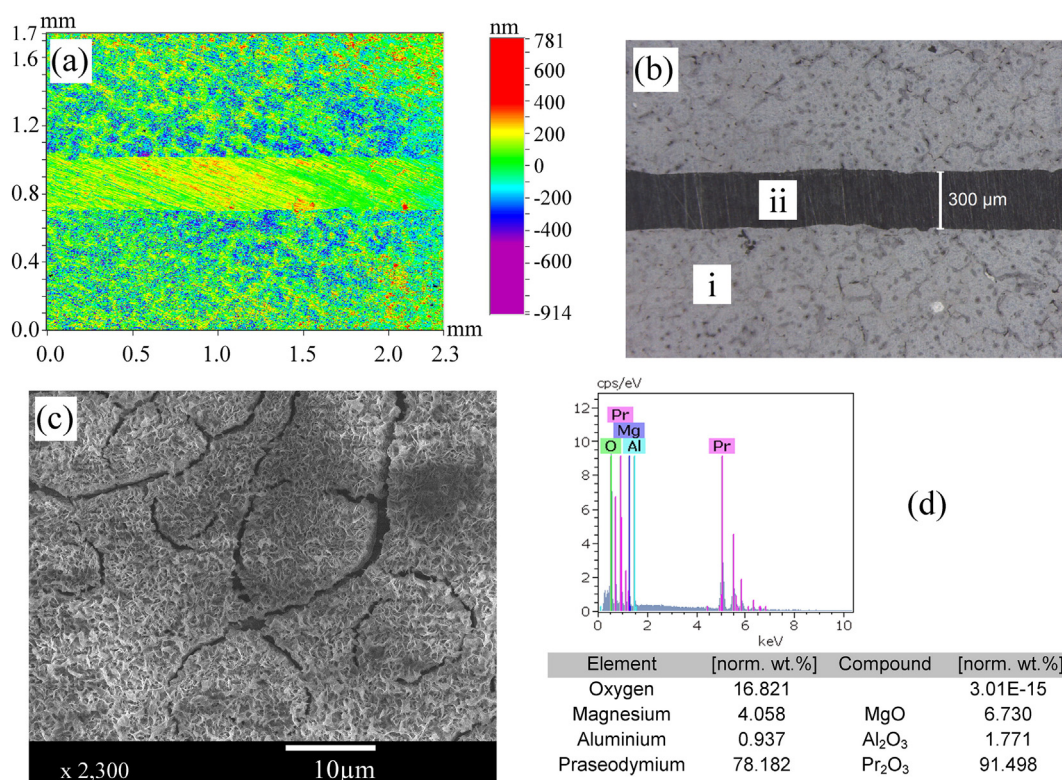 mm
1.7
(a)
1.6
1.2
0.8
0.4
0.0
0.0 0.5 1.0 1.5 2.0 2.3
mm
nm
781
600
400
200
0
-200
-400
-600
-914
(b)
ii
300 µm
i
(c)
x 2,300
10µm
cps/eV
12
10
8
6
4
2
0
Pr
Mg
O Al Pr
0 2 4 6 8 10
keV
(d)
Element [norm. wt.%] Compound [norm. wt.%]
Oxygen 16.821 3.01E-15
Magnesium 4.058 MgO 6.730
Aluminium 0.937 Al₂O₃ 1.771
Praseodymium 78.182 Pr₂O₃ 91.498